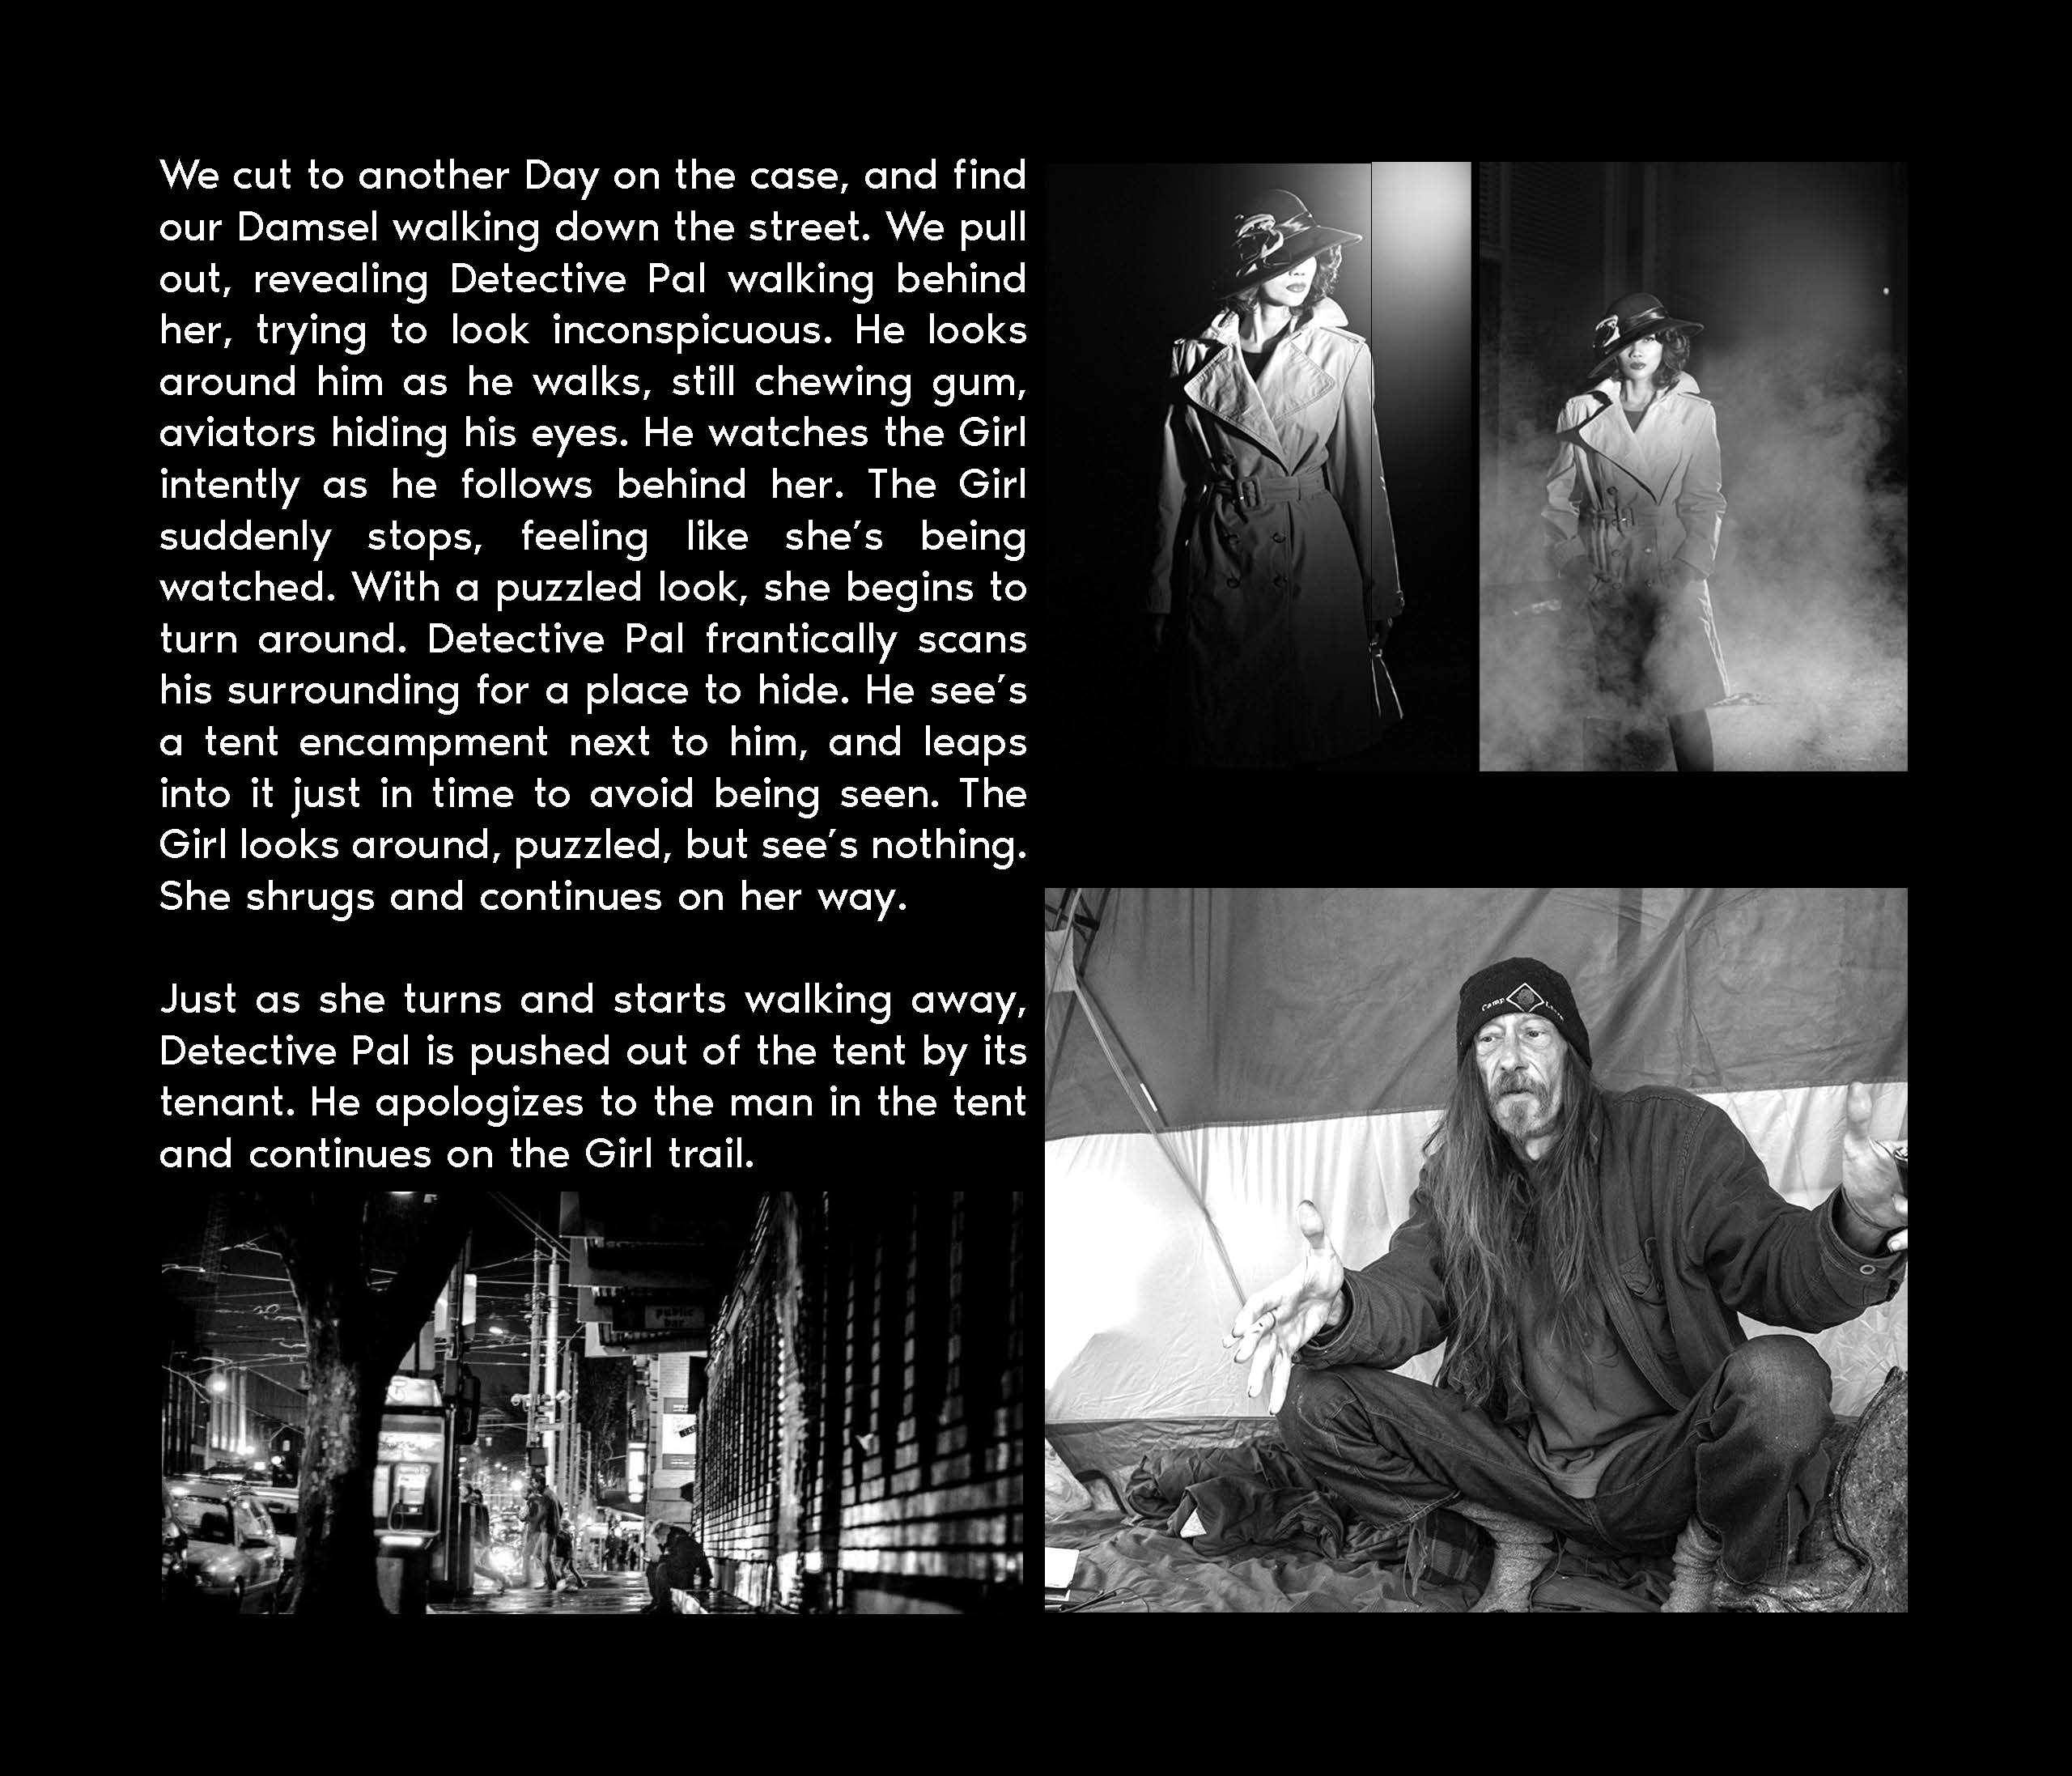 We cut to another Day on the case, and find
our Damsel walking down the street. We pull
out, revealing Detective Pal walking behind
her, trying to look inconspicuous. He looks
around him as he walks, still chewing gum,
aviators hiding his eyes. He watches the Girl
intently as he follows behind her. The Girl
suddenly stops, feeling like she’s being
watched. With a puzzled look, she begins to
turn around. Detective Pal frantically scans
his surrounding for a place to hide. He see’s
a tent encampment next to him, and leaps
into it just in time to avoid being seen. The
Girl looks around, puzzled, but see’s nothing.
She shrugs and continues on her way.
Just as she turns and starts walking away,
Detective Pal is pushed out of the tent by its
tenant. He apologizes to the man in the tent
and continues on the Girl trail.
public
bar
Camp